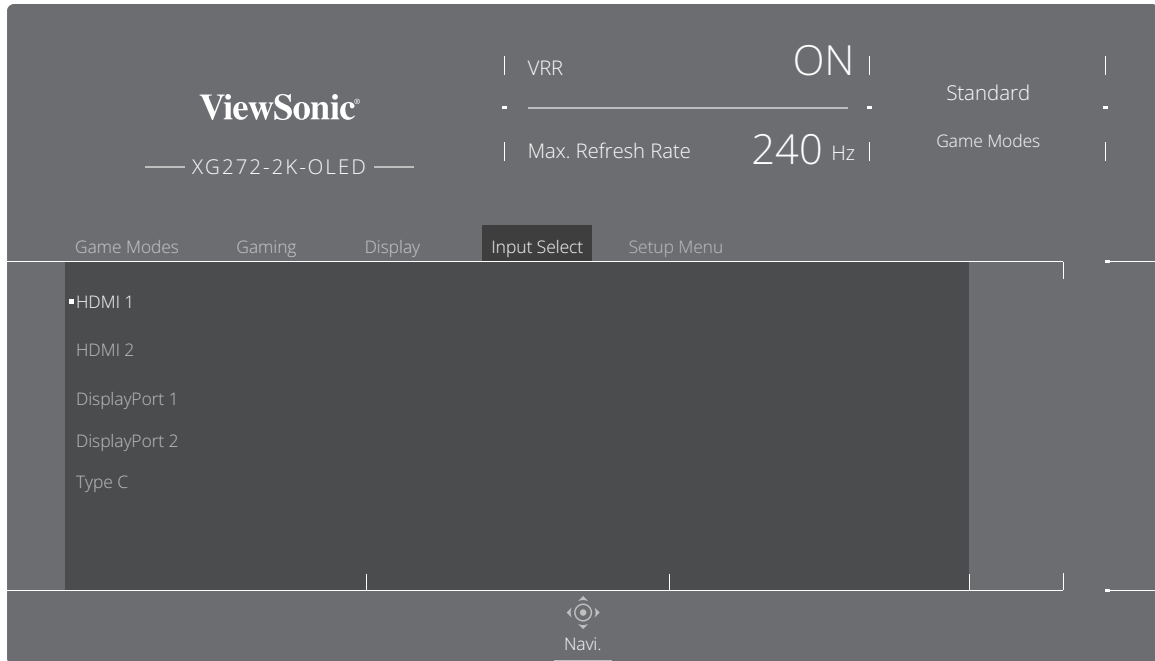 ViewSonic®
XG272-2K-OLED
VRR ON
Max. Refresh Rate 240 Hz
Standard
Game Modes
Game Modes Gaming Display Input Select Setup Menu
HDMI 1
HDMI 2
DisplayPort 1
DisplayPort 2
Type C
Navi.